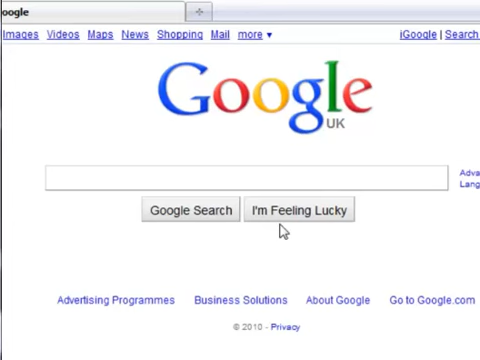 oogle
Images Videos Maps News Shopping Mail more ▼ iGoogle | Search
Google
UK
Adva
Lang
Google Search I'm Feeling Lucky
Advertising Programmes Business Solutions About Google Go to Google.com
© 2010 - Privacy